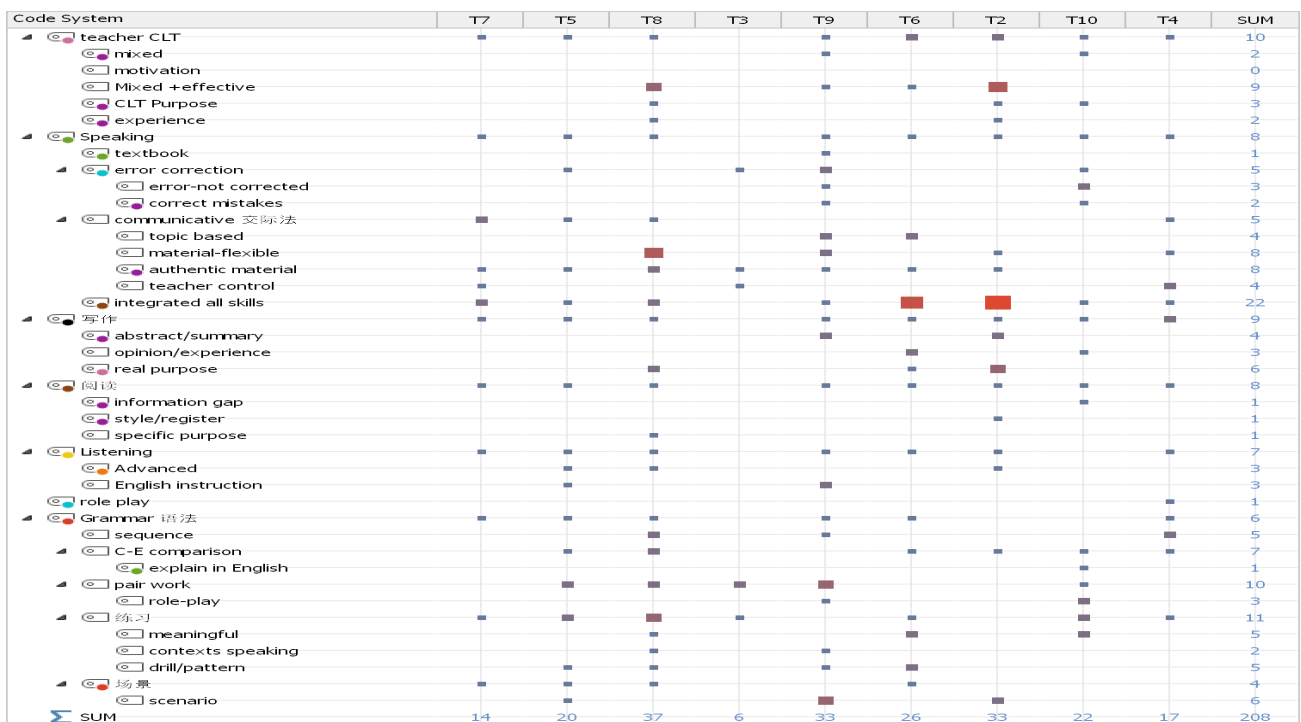 Code System T7 T5 T8 T3 T9 T6 T2 T10 T4 SUM
teacher CLT 10
mixed 2
motivation 0
Mixed +effective 9
CLT Purpose 3
experience 2
Speaking 8
textbook 1
error correction 5
error-not corrected 3
correct mistakes 2
communicative 交际法 5
topic based 4
material-flexible 8
authentic material 8
teacher control 4
integrated all skills 22
写作 9
abstract/summary 4
opinion/experience 3
real purpose 6
阅读 8
information gap 1
style/register 1
specific purpose 1
Listening 7
Advanced 3
English instruction 3
role play 1
Grammar 语法 6
sequence 5
C-E comparison 7
explain in English 1
pair work 10
role-play 3
练习 11
meaningful 5
contexts speaking 2
drill/pattern 5
场景 4
scenario 6
Σ SUM 14 20 37 6 33 26 33 22 17 208